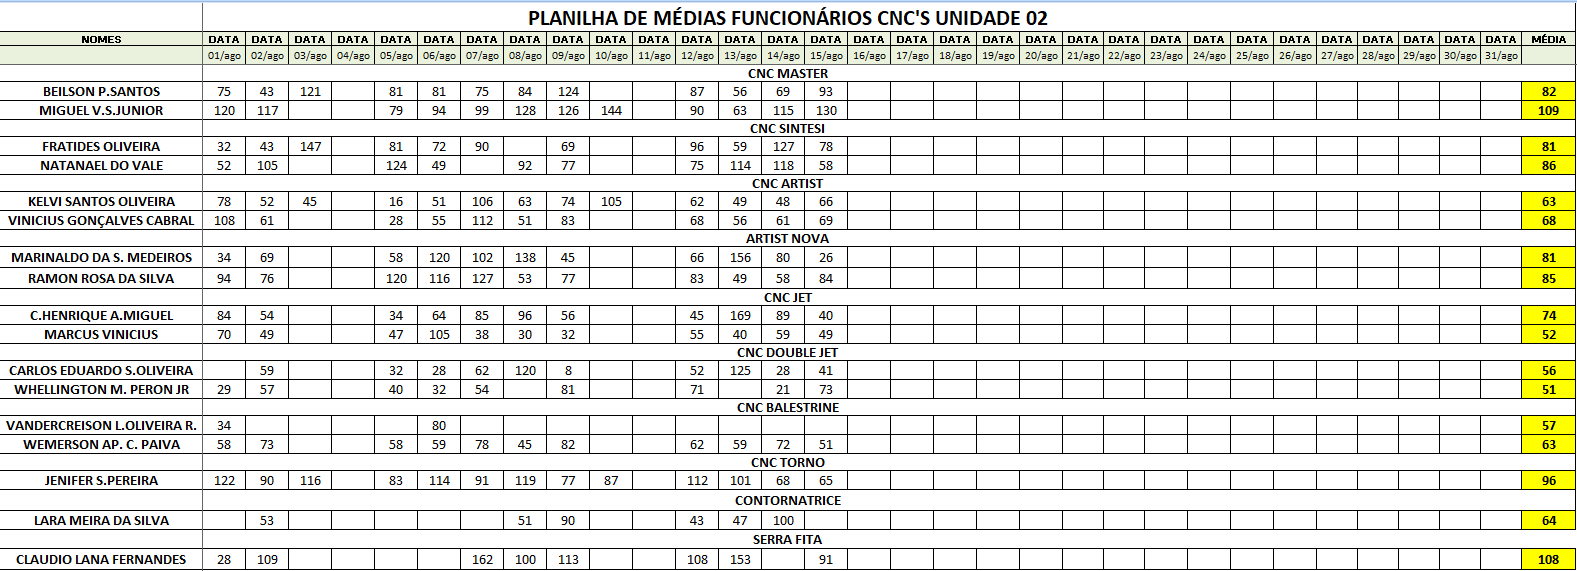 PLANILHA DE MÉDIAS FUNCIONÁRIOS CNC'S UNIDADE 02
NOMES DATA DATA DATA DATA DATA DATA DATA DATA DATA DATA DATA DATA DATA DATA DATA DATA DATA DATA DATA DATA DATA DATA DATA DATA DATA DATA DATA DATA DATA DATA DATA MÉDIA
01/ago 02/ago 03/ago 04/ago 05/ago 06/ago 07/ago 08/ago 09/ago 10/ago 11/ago 12/ago 13/ago 14/ago 15/ago 16/ago 17/ago 18/ago 19/ago 20/ago 21/ago 22/ago 23/ago 24/ago 25/ago 26/ago 27/ago 28/ago 29/ago 30/ago 31/ago
CNC MASTER
BEILSON P.SANTOS 75 43 121 81 81 75 84 124 87 56 69 93 82
MIGUEL V.S.JUNIOR 120 117 79 94 99 128 126 144 90 63 115 130 109
CNC SINTESI
FRATIDES OLIVEIRA 32 43 147 81 72 90 69 96 59 127 78 81
NATANAEL DO VALE 52 105 124 49 92 77 75 114 118 58 86
CNC ARTIST
KELVI SANTOS OLIVEIRA 78 52 45 16 51 106 63 74 105 62 49 48 66 63
VINICIUS GONÇALVES CABRAL 108 61 28 55 112 51 83 68 56 61 69 68
ARTIST NOVA
MARINALDO DA S. MEDEIROS 34 69 58 120 102 138 45 66 156 80 26 81
RAMON ROSA DA SILVA 94 76 120 116 127 53 77 83 49 58 84 85
CNC JET
C.HENRIQUE A.MIGUEL 84 54 34 64 85 96 56 45 169 89 40 74
MARCUS VINICIUS 70 49 47 105 38 30 32 55 40 59 49 52
CNC DOUBLE JET
CARLOS EDUARDO S.OLIVEIRA 59 32 28 62 120 8 52 125 28 41 56
WHELLINGTON M. PERON JR 29 57 40 32 54 81 71 21 73 51
CNC BALESTRINE
VANDERCREISON L.OLIVEIRA R. 34 80 57
WEMERSON AP. C. PAIVA 58 73 58 59 78 45 82 62 59 72 51 63
CNC TORNO
JENIFER S.PEREIRA 122 90 116 83 114 91 119 77 87 112 101 68 65 96
CONTORNATRICE
LARA MEIRA DA SILVA 53 51 90 43 47 100 64
SERRA FITA
CLAUDIO LANA FERNANDES 28 109 162 100 113 108 153 91 108